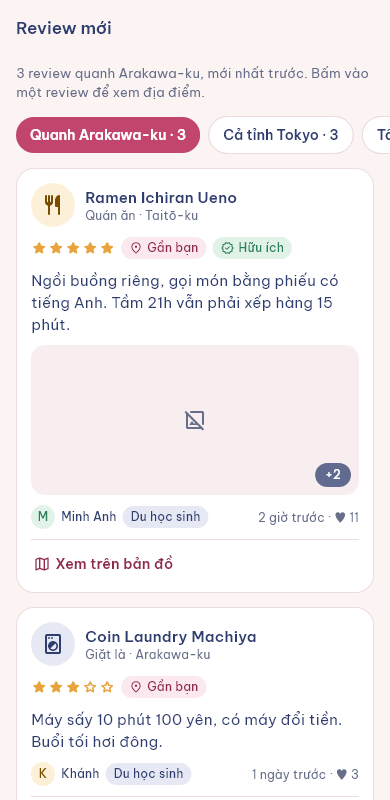 Review mới
3 review quanh Arakawa-ku, mới nhất trước. Bấm vào
một review để xem địa điểm.
Quanh Arakawa-ku · 3
Cả tỉnh Tokyo · 3
Ramen Ichiran Ueno
Quán ăn · Taitō-ku
Gần bạn
Hữu ích
Ngồi buồng riêng, gọi món bằng phiếu có
tiếng Anh. Tầm 21h vẫn phải xếp hàng 15
phút.
+2
M
Minh Anh
Du học sinh
2 giờ trước · ♥ 11
Xem trên bản đồ
Coin Laundry Machiya
Giặt là · Arakawa-ku
Gần bạn
Máy sấy 10 phút 100 yên, có máy đổi tiền.
Buổi tối hơi đông.
K
Khánh
Du học sinh
1 ngày trước · ♥ 3